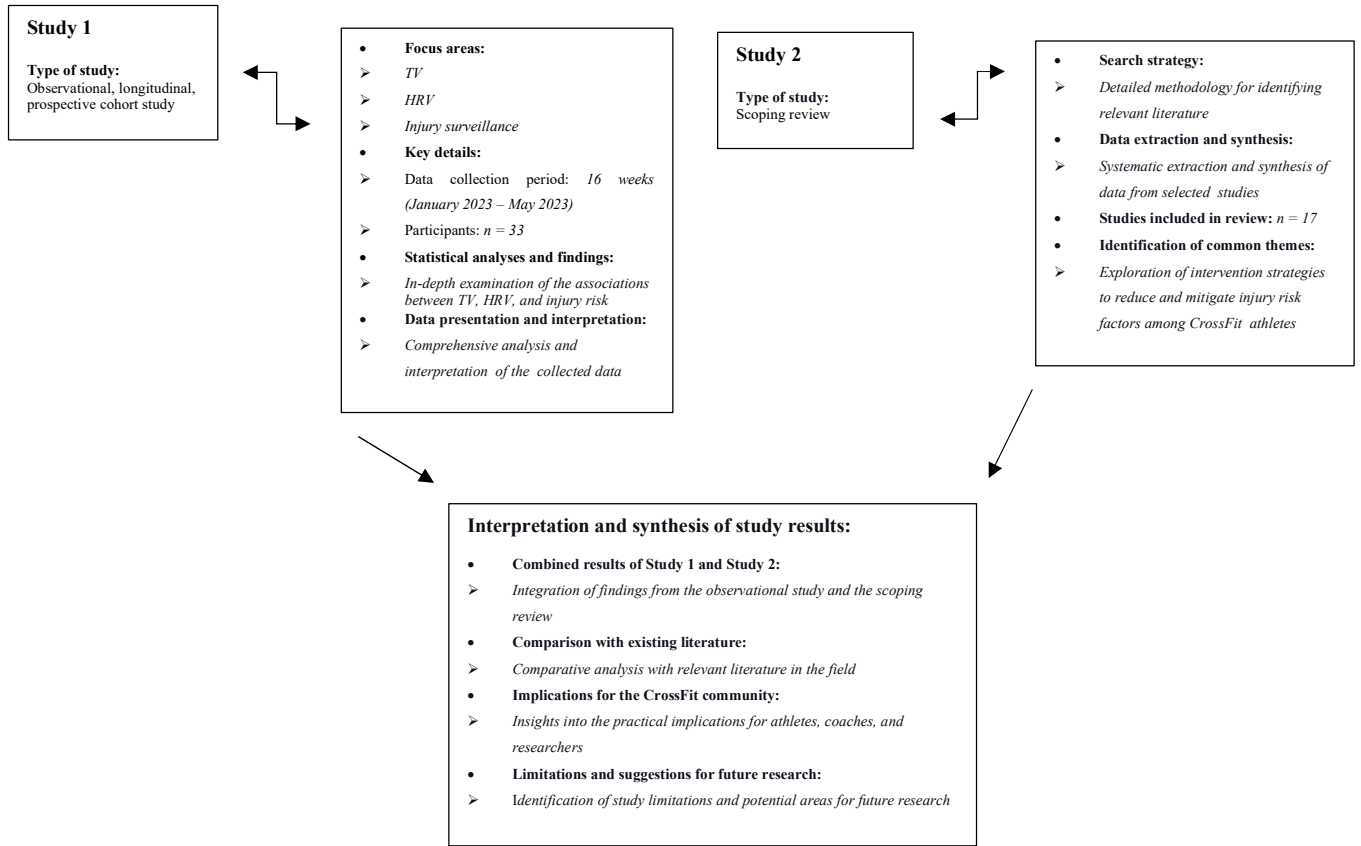 Study 1
Type of study:
Observational, longitudinal,
prospective cohort study
• Focus areas:
➢ TV
➢ HRV
➢ Injury surveillance
• Key details:
➢ Data collection period: 16 weeks
(January 2023 – May 2023)
➢ Participants: n = 33
• Statistical analyses and findings:
➢ In-depth examination of the associations
between TV, HRV, and injury risk
• Data presentation and interpretation:
➢ Comprehensive analysis and
interpretation of the collected data
Study 2
Type of study:
Scoping review
• Search strategy:
➢ Detailed methodology for identifying
relevant literature
• Data extraction and synthesis:
➢ Systematic extraction and synthesis of
data from selected studies
• Studies included in review: n = 17
• Identification of common themes:
➢ Exploration of intervention strategies
to reduce and mitigate injury risk
factors among CrossFit athletes
Interpretation and synthesis of study results:
• Combined results of Study 1 and Study 2:
➢ Integration of findings from the observational study and the scoping
review
• Comparison with existing literature:
➢ Comparative analysis with relevant literature in the field
• Implications for the CrossFit community:
➢ Insights into the practical implications for athletes, coaches, and
researchers
• Limitations and suggestions for future research:
➢ Identification of study limitations and potential areas for future research